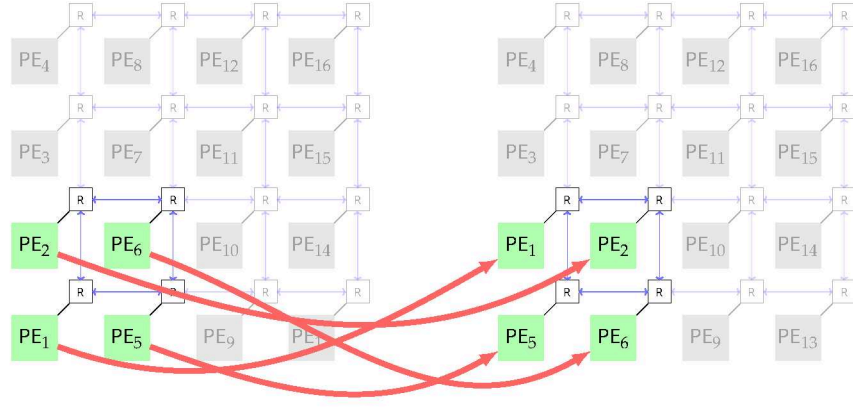 R R R R R R R R
PE4 PE8 PE12 PE16 PE4 PE8 PE12 PE16
R R R R R R R R
PE3 PE7 PE11 PE15 PE3 PE7 PE11 PE15
R R R R R R R R
PE2 PE6 PE10 PE14 PE1 PE2 PE10 PE14
R R R R R R R R
PE1 PE5 PE9 PE5 PE6 PE9 PE13